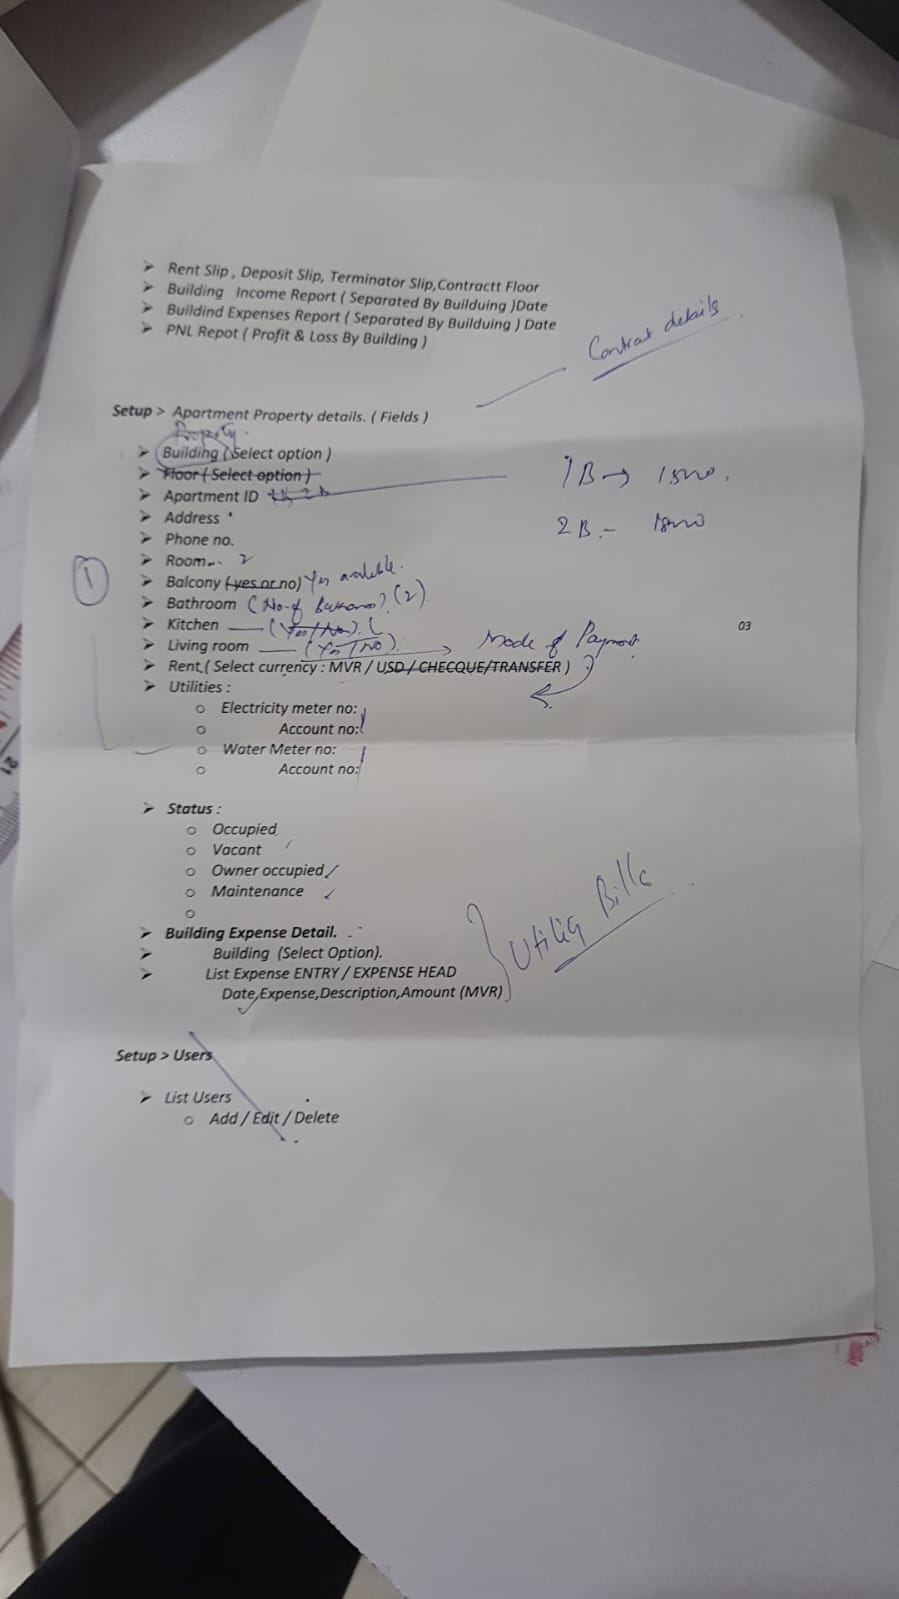 ➢ Rent Slip , Deposit Slip, Terminator Slip,Contractt Floor
➢ Building Income Report ( Separated By Builduing )Date
➢ Buildind Expenses Report ( Separated By Builduing ) Date
➢ PNL Repot ( Profit & Loss By Building )
Contrat details
Setup > Apartment Property details. ( Fields )
Property
➢ Building ( Select option )
➢ Floor ( Select option )
1B → 15000.
➢ Apartment ID
➢ Address
2B. - 18000
➢ Phone no.
➢ Room 2
1
➢ Balcony (yes or no) Yes available.
➢ Bathroom (No. of Bathrooms) (2)
➢ Kitchen (Yes/No). (
03
➢ Living room (Yes/No). → Mode of Payment
➢ Rent,( Select currency : MVR / USD / CHECQUE/TRANSFER )
➢ Utilities :
o Electricity meter no:
o Account no:
o Water Meter no:
o Account no:
➢ Status :
o Occupied
o Vacant
o Owner occupied
o Maintenance
o
➢ Building Expense Detail.
➢ Building (Select Option).
➢ List Expense ENTRY / EXPENSE HEAD
Date,Expense,Description,Amount (MVR)
Utiliy Bills
Setup > Users
➢ List Users
o Add / Edit / Delete